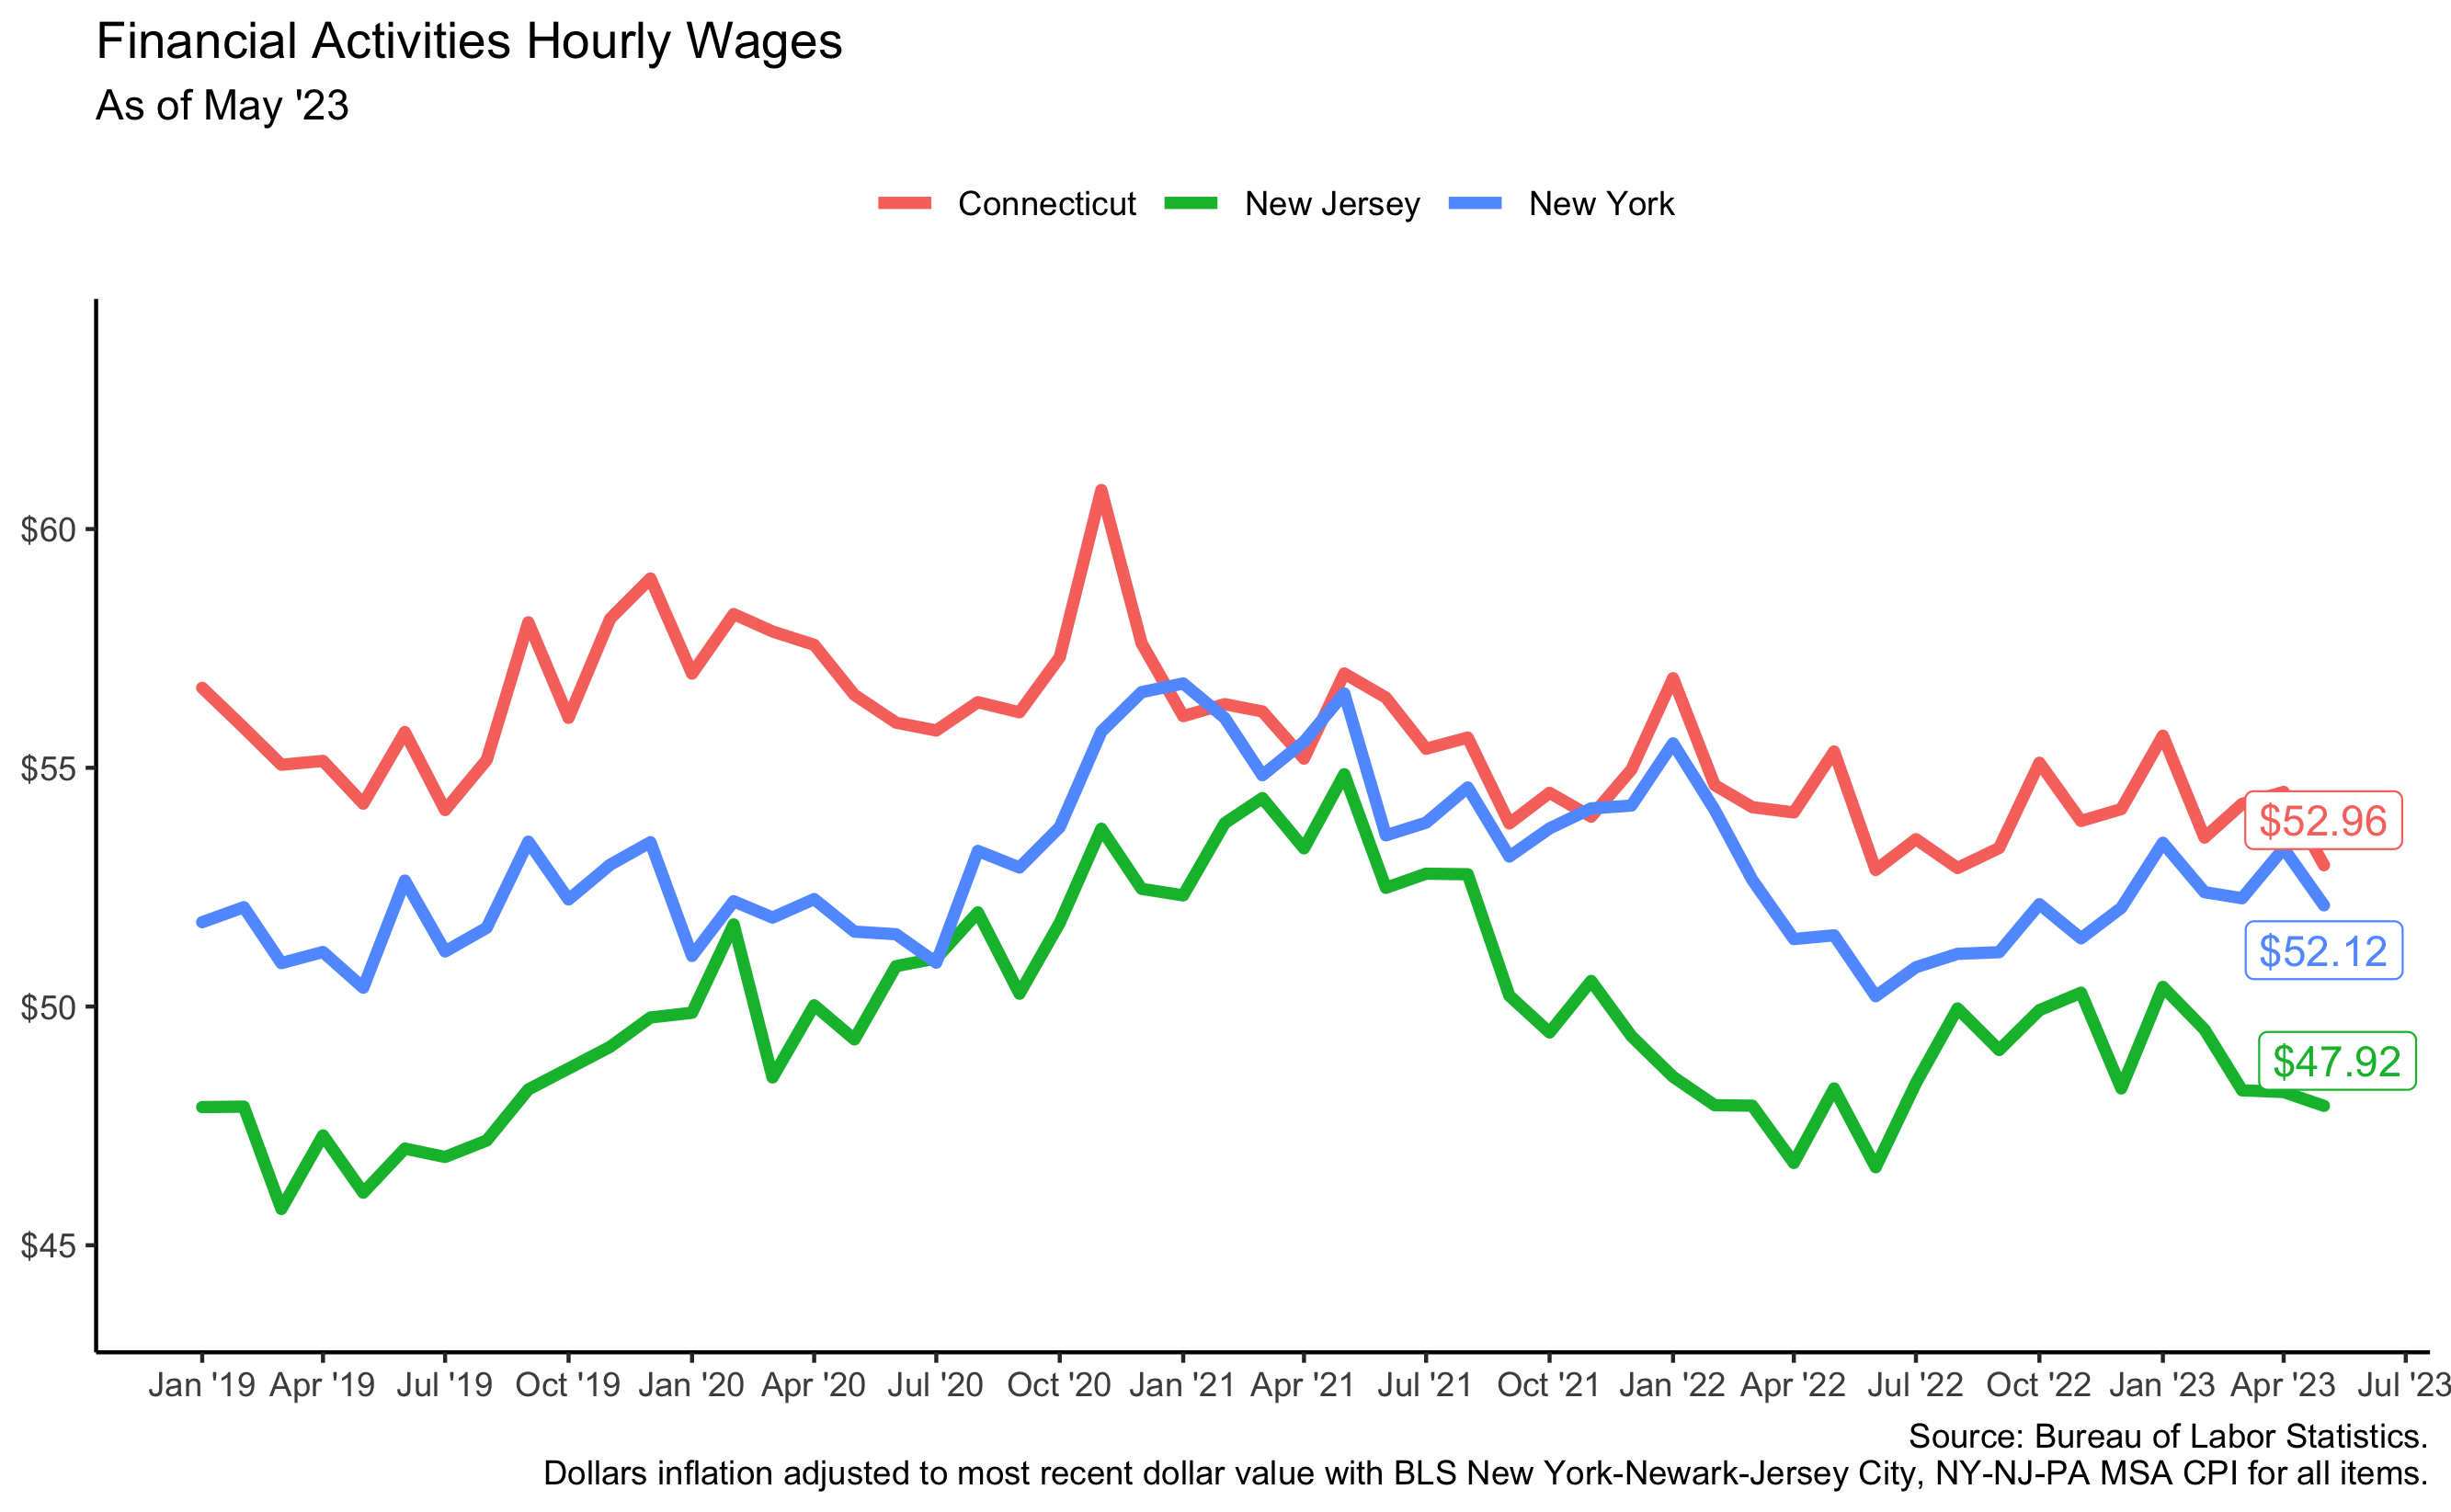 Financial Activities Hourly Wages
As of May '23
Connecticut New Jersey New York
$60
$55
$50
$45
$52.96
$52.12
$47.92
Jan '19 Apr '19 Jul '19 Oct '19 Jan '20 Apr '20 Jul '20 Oct '20 Jan '21 Apr '21 Jul '21 Oct '21 Jan '22 Apr '22 Jul '22 Oct '22 Jan '23 Apr '23 Jul '23
Source: Bureau of Labor Statistics.
Dollars inflation adjusted to most recent dollar value with BLS New York-Newark-Jersey City, NY-NJ-PA MSA CPI for all items.